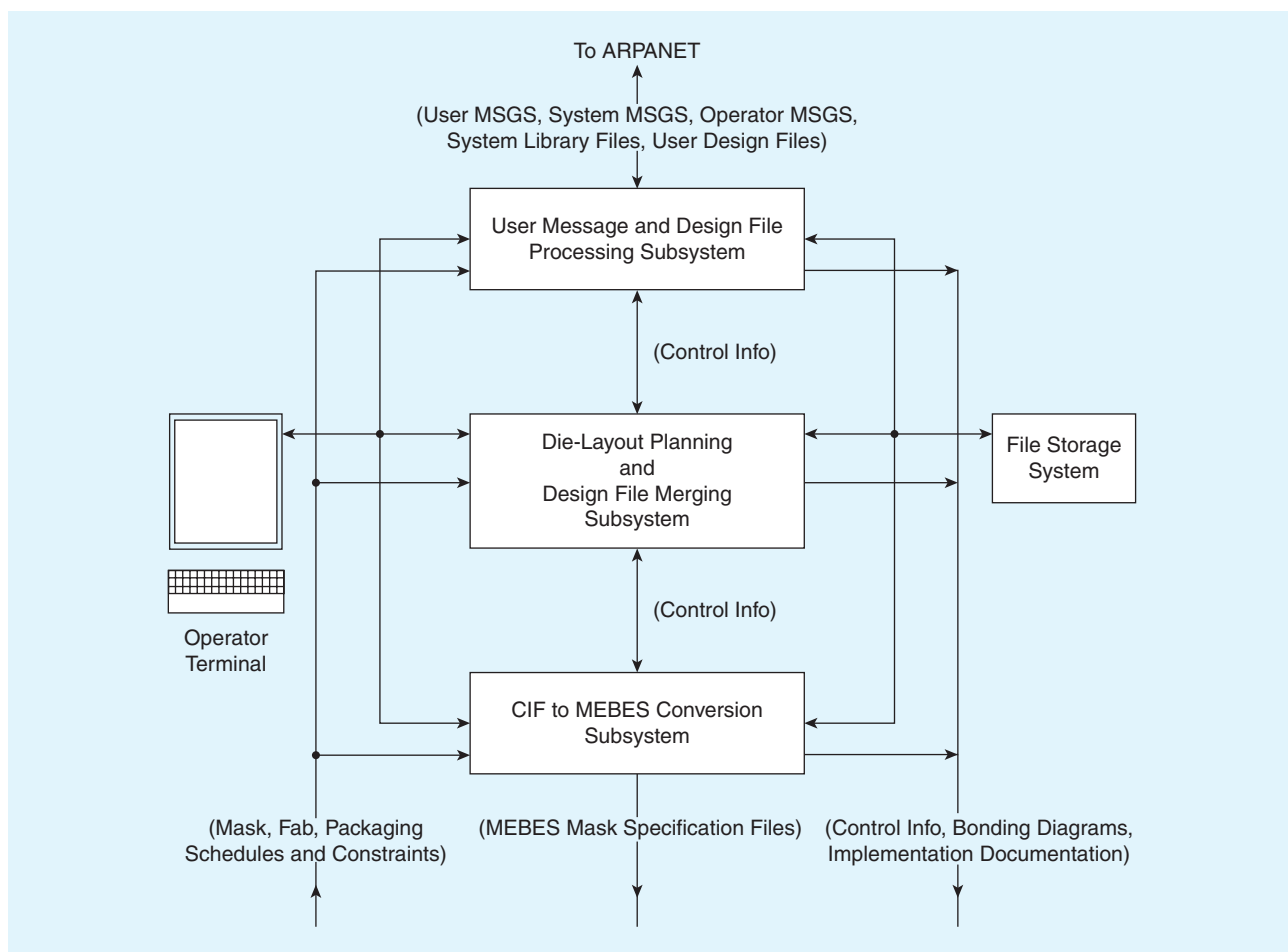 To ARPANET
(User MSGS, System MSGS, Operator MSGS,
System Library Files, User Design Files)
User Message and Design File
Processing Subsystem
(Control Info)
Die-Layout Planning
and
Design File Merging
Subsystem
File Storage
System
(Control Info)
Operator
Terminal
CIF to MEBES Conversion
Subsystem
(Mask, Fab, Packaging
Schedules and Constraints)
(MEBES Mask Specification Files)
(Control Info, Bonding Diagrams,
Implementation Documentation)